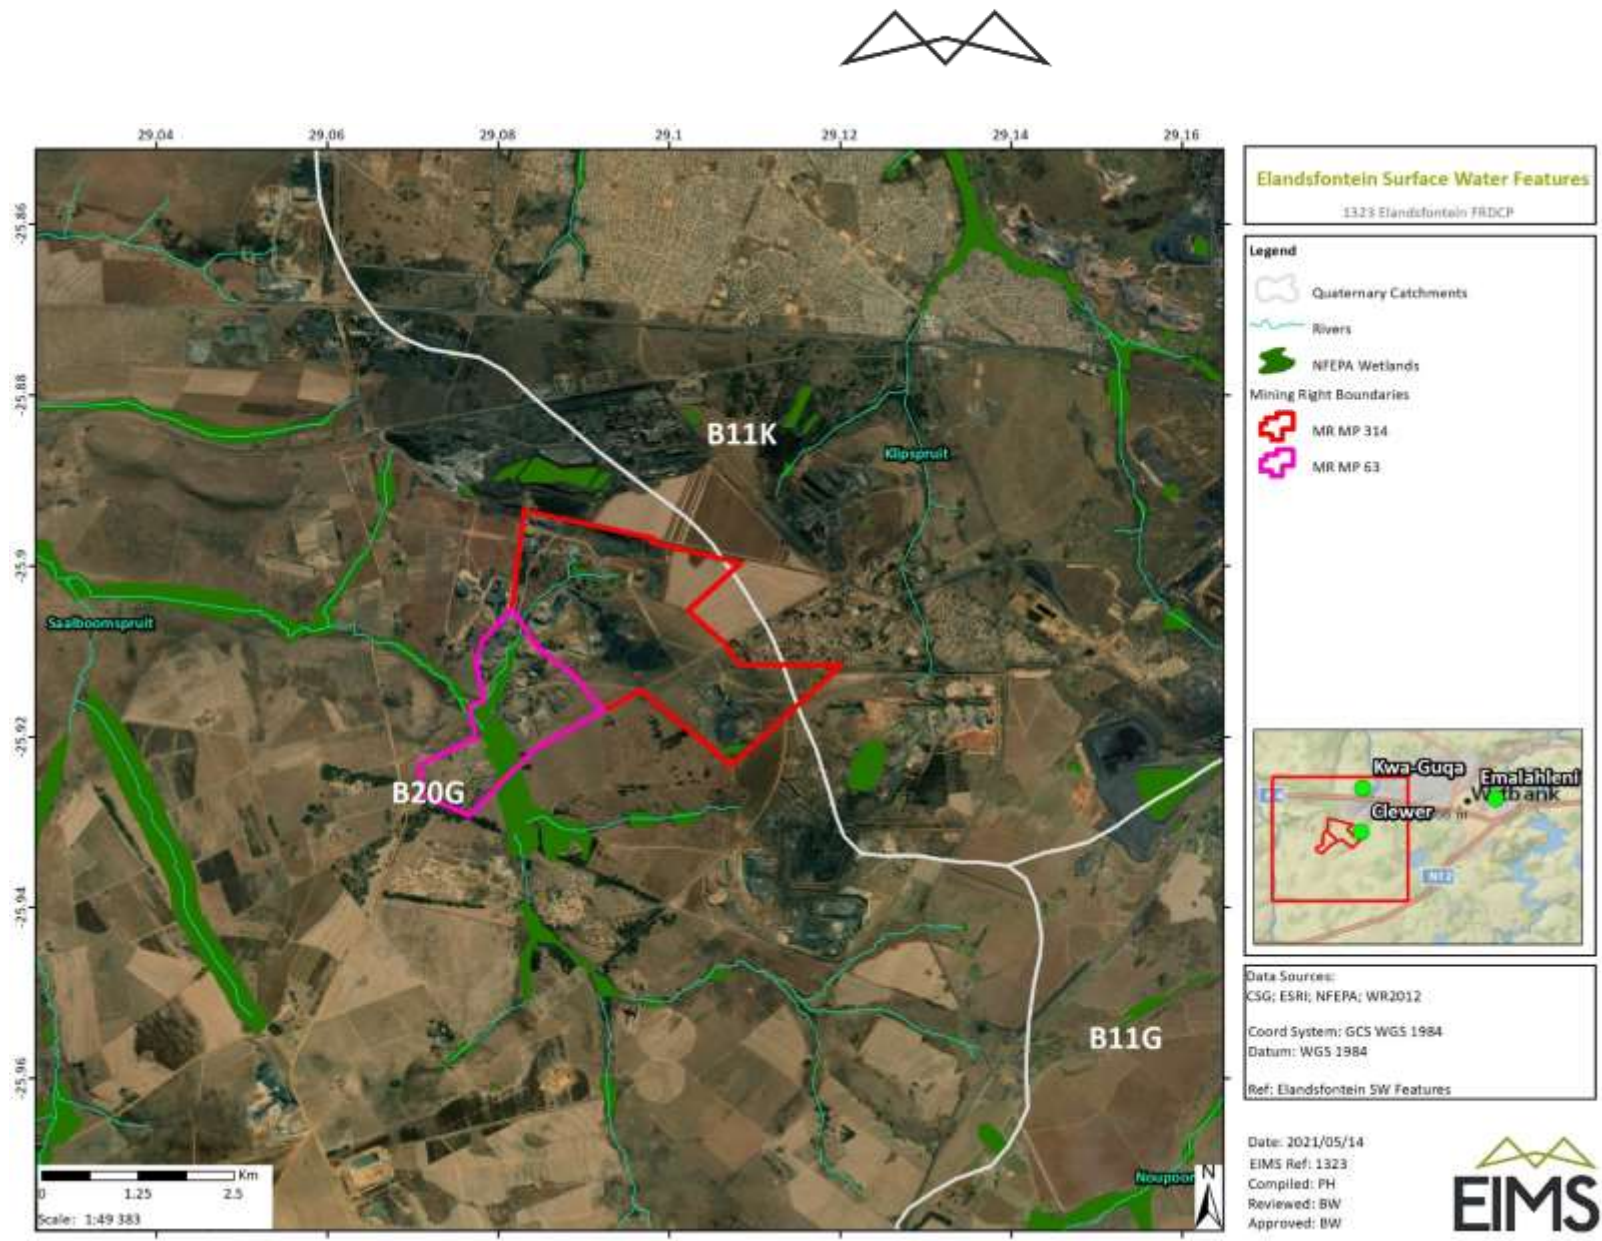 29.04 29.06 29.08 29.1 29.12 29.14 29.16
-25.86
-25.88
-25.9
-25.92
-25.94
-25.96
B11K
Klipspruit
Saalboomspruit
B20G
B11G
Noupoor
N
Km
0 1.25 2.5
Scale: 1:49 383
Elandsfontein Surface Water Features
1323 Elandsfontein FRDCP
Legend
Quaternary Catchments
Rivers
NFEPA Wetlands
Mining Right Boundaries
MR MP 314
MR MP 63
Kwa-Guqa
Emalahleni
Witbank
Clewer
N12
Data Sources:
CSG; ESRI; NFEPA; WR2012
Coord System: GCS WGS 1984
Datum: WGS 1984
Ref: Elandsfontein SW Features
Date: 2021/05/14
EIMS Ref: 1323
Compiled: PH
Reviewed: BW
Approved: BW
EIMS